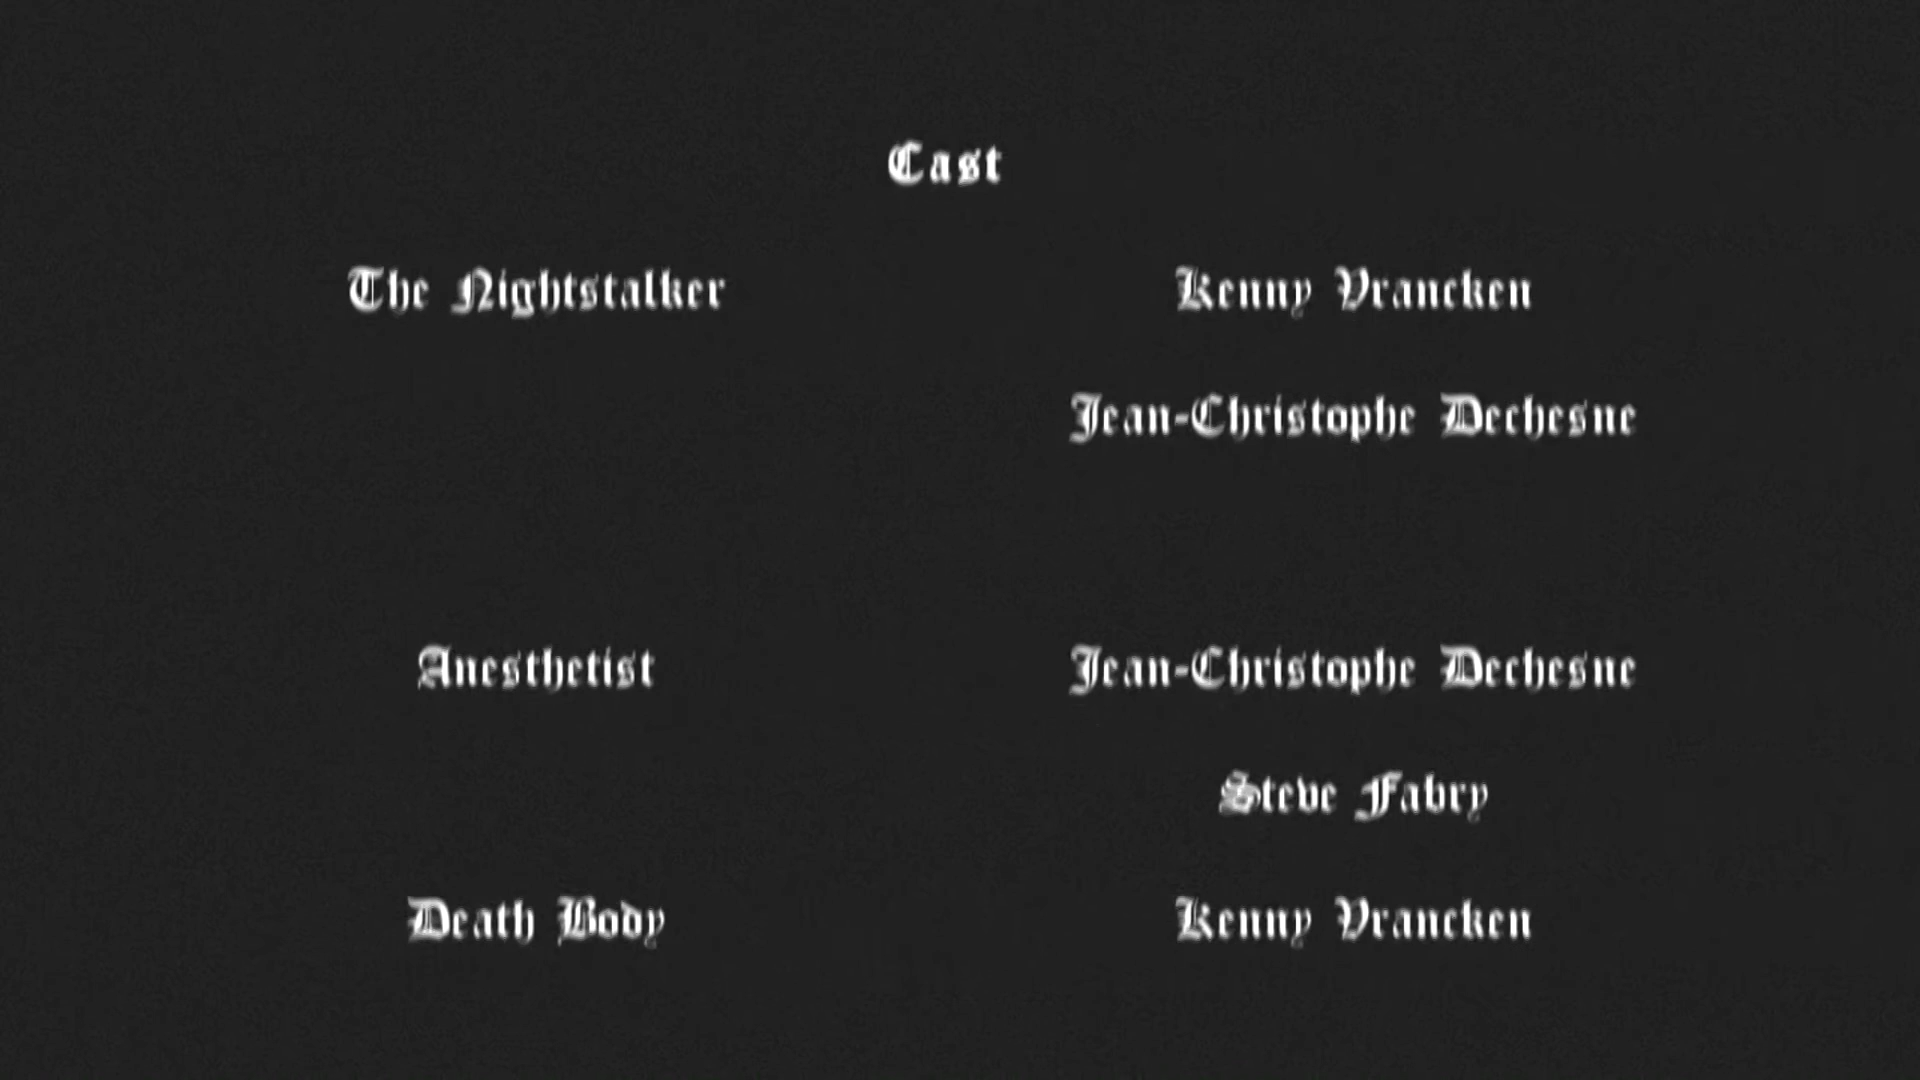 Cast
The Nightstalker Kenny Vrancken
Jean-Christophe Dechesne
Anesthetist Jean-Christophe Dechesne
Steve Fabry
Death Body Kenny Vrancken